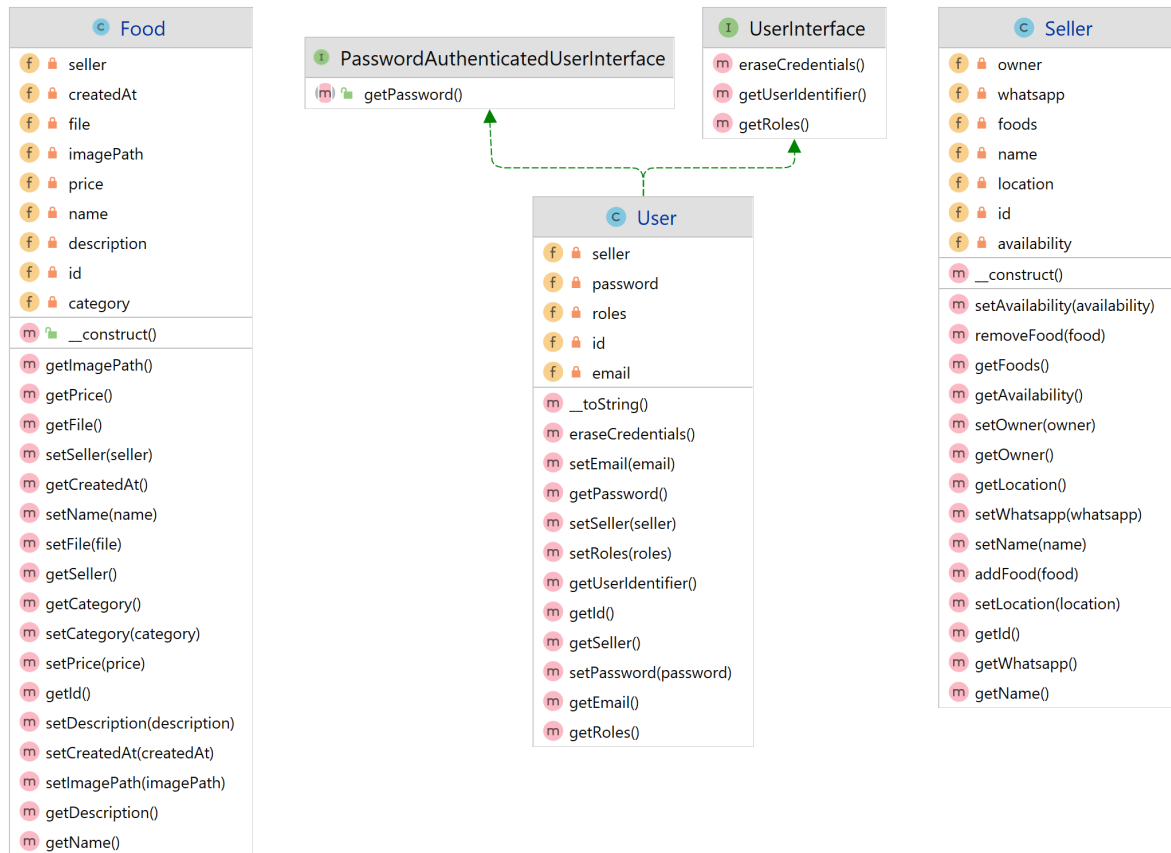 Food
seller
createdAt
file
imagePath
price
name
description
id
category
__construct()
getImagePath()
getPrice()
getFile()
setSeller(seller)
getCreatedAt()
setName(name)
setFile(file)
getSeller()
getCategory()
setCategory(category)
setPrice(price)
getId()
setDescription(description)
setCreatedAt(createdAt)
setImagePath(imagePath)
getDescription()
getName()
PasswordAuthenticatedUserInterface
getPassword()
UserInterface
eraseCredentials()
getUserIdentifier()
getRoles()
User
seller
password
roles
id
email
__toString()
eraseCredentials()
setEmail(email)
getPassword()
setSeller(seller)
setRoles(roles)
getUserIdentifier()
getId()
getSeller()
setPassword(password)
getEmail()
getRoles()
Seller
owner
whatsapp
foods
name
location
id
availability
__construct()
setAvailability(availability)
removeFood(food)
getFoods()
getAvailability()
setOwner(owner)
getOwner()
getLocation()
setWhatsapp(whatsapp)
setName(name)
addFood(food)
setLocation(location)
getId()
getWhatsapp()
getName()